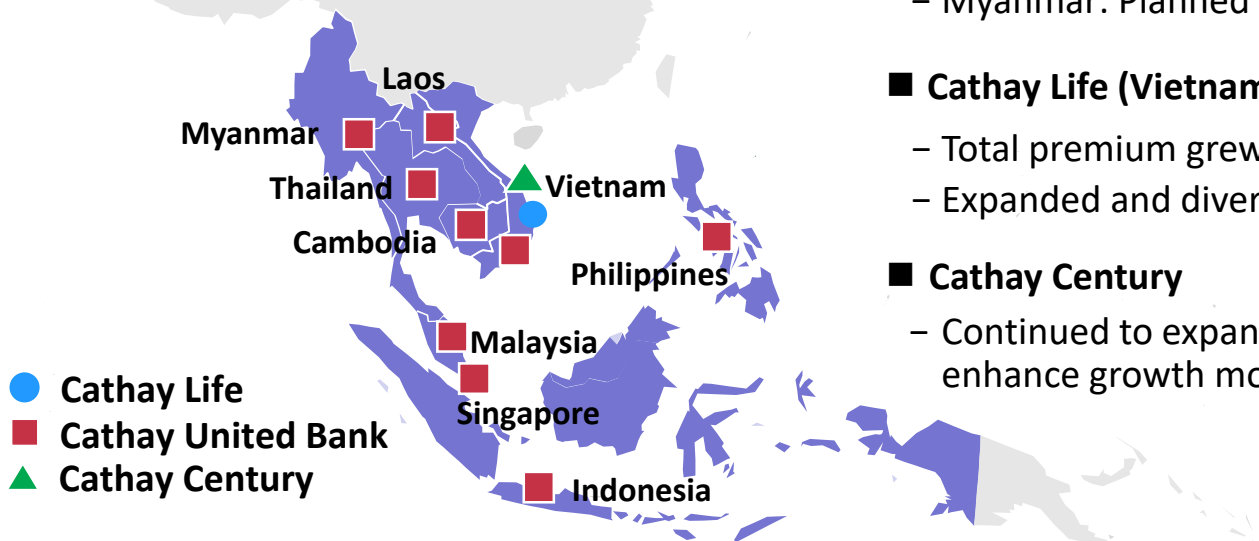 Laos
Myanmar
Thailand
Vietnam
Cambodia
Philippines
Malaysia
Singapore
Indonesia
Cathay Life
Cathay United Bank
Cathay Century
– Myanmar: Planned
■ Cathay Life (Vietnam
– Total premium grew
– Expanded and diver
■ Cathay Century
– Continued to expan
enhance growth mo